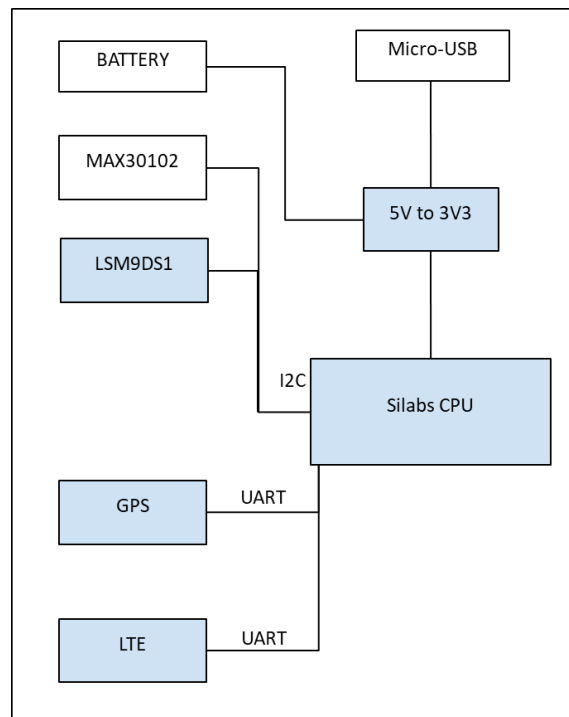 BATTERY
Micro-USB
MAX30102
5V to 3V3
LSM9DS1
I2C
Silabs CPU
GPS
UART
LTE
UART